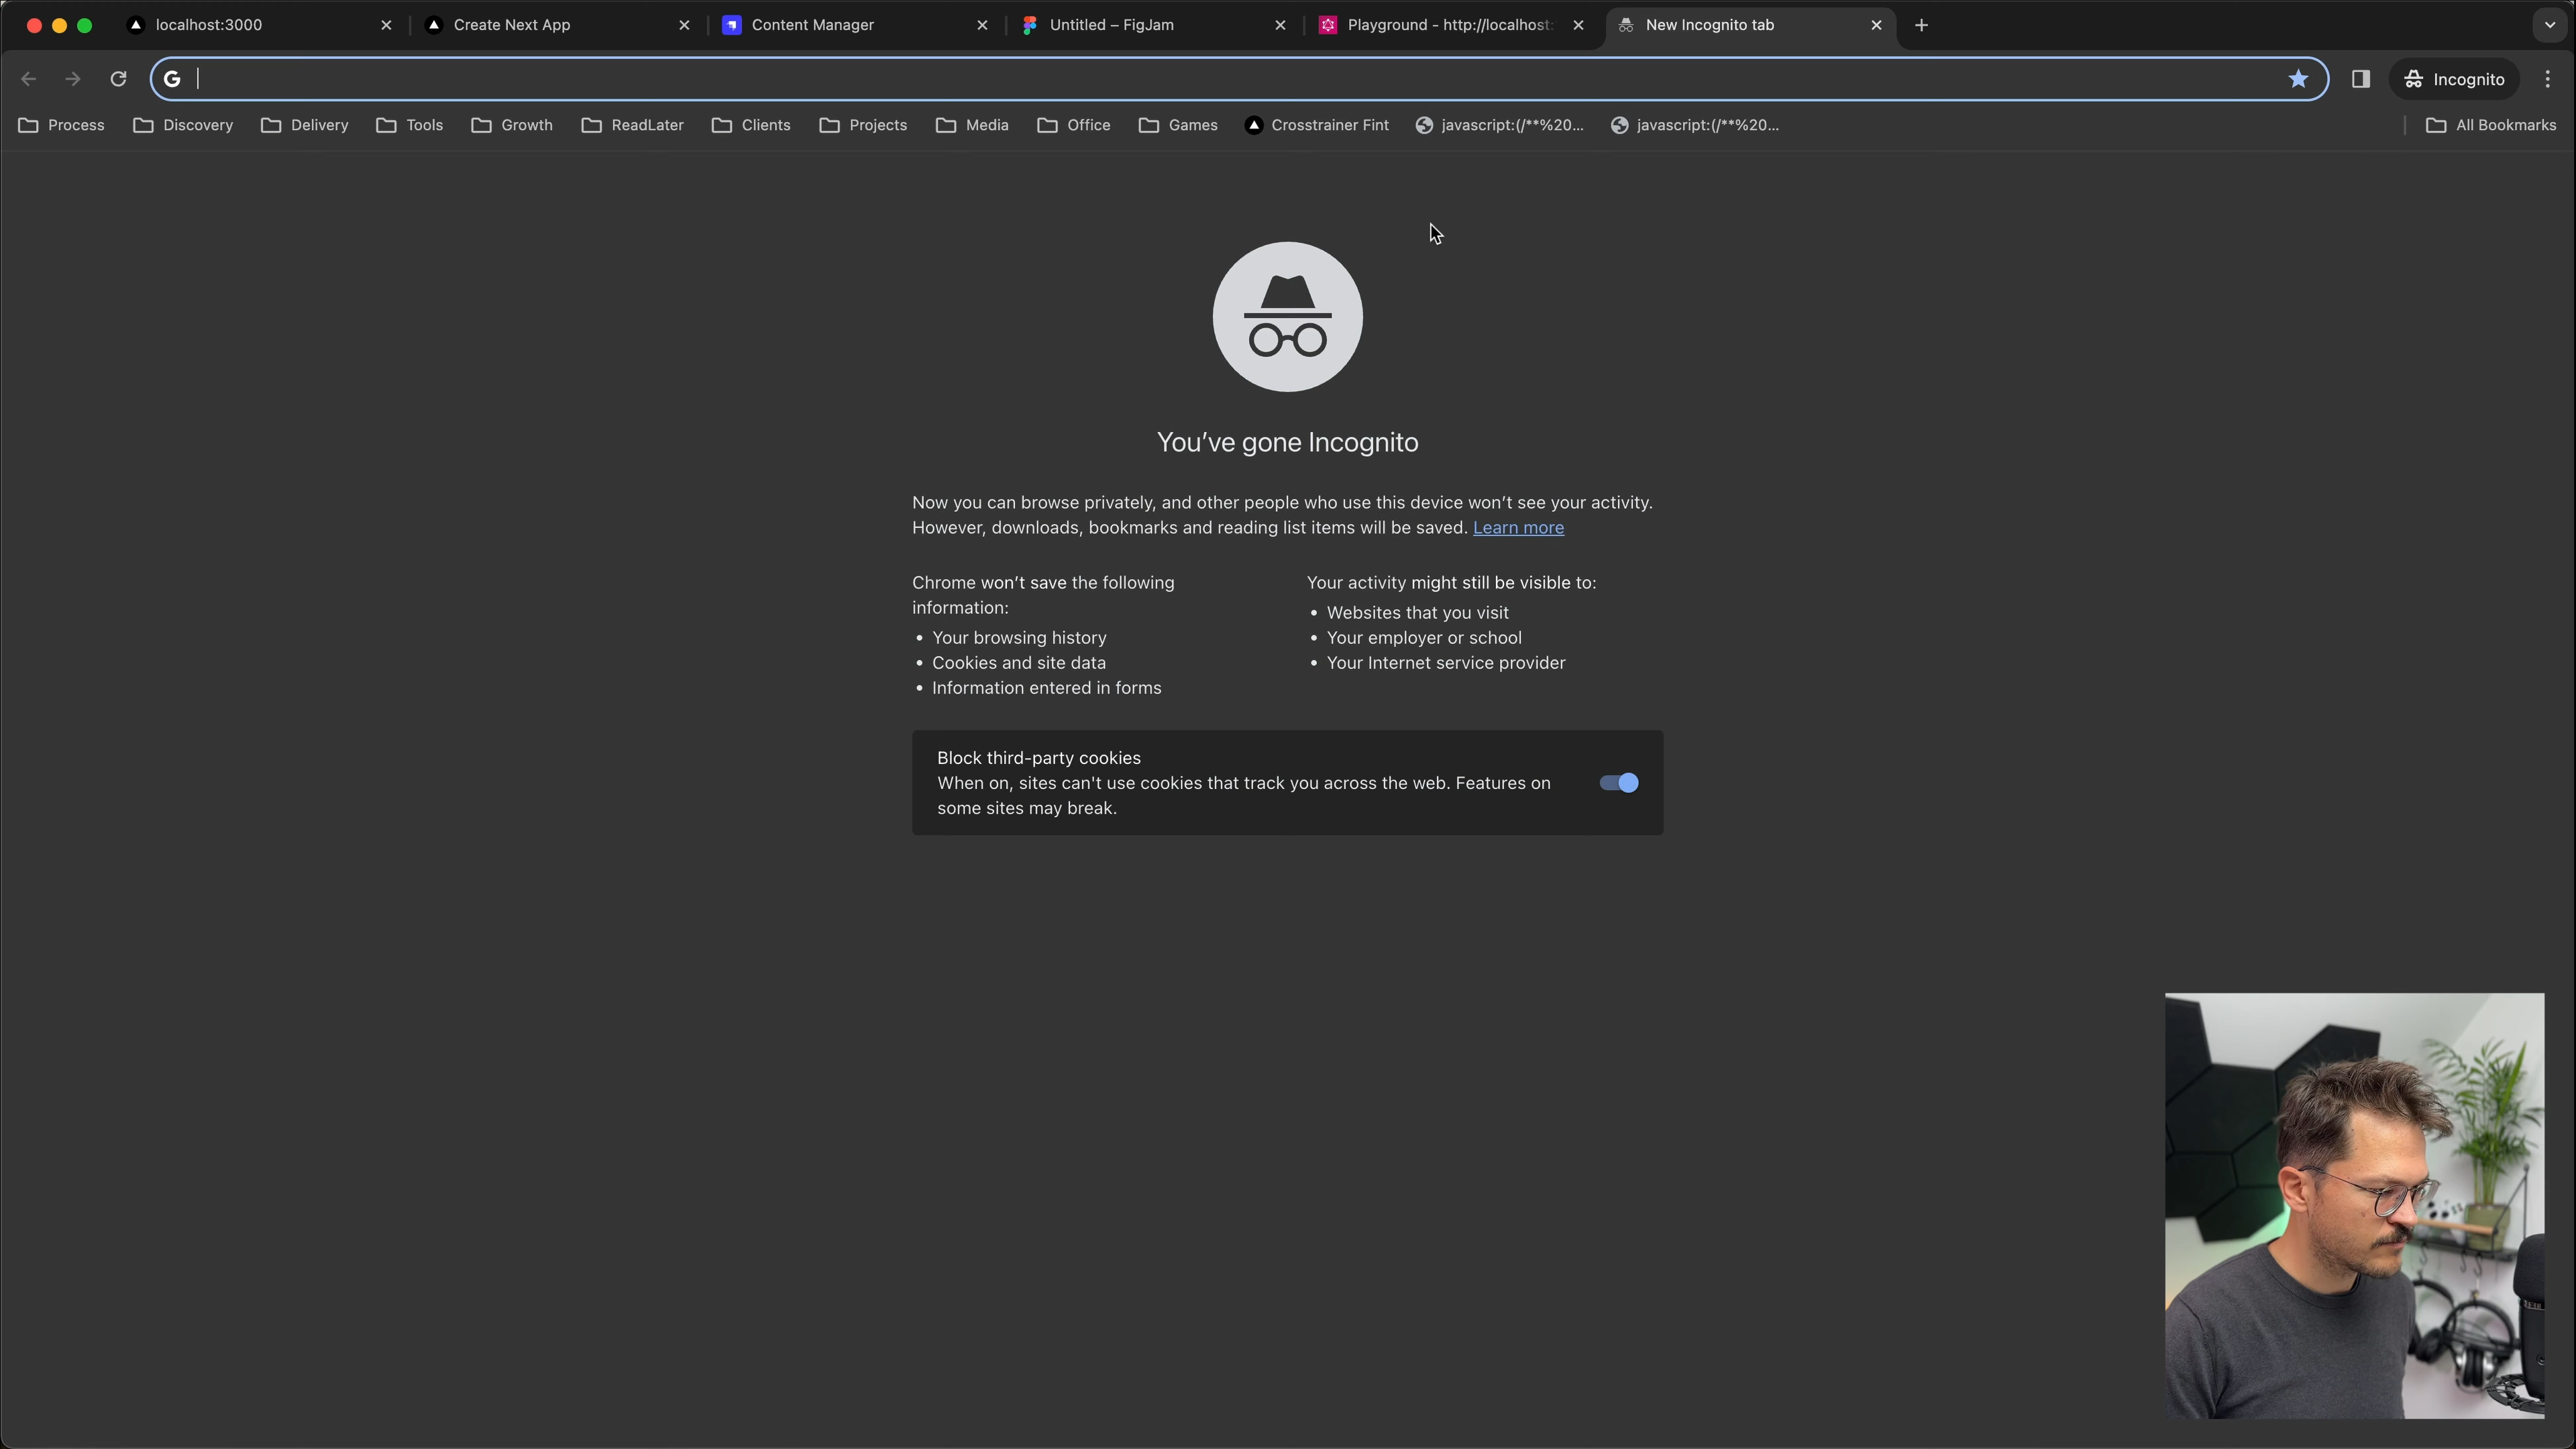 localhost:3000
Create Next App
Content Manager
Untitled – FigJam
Playground - http://localhost:
New Incognito tab
Incognito
Process
Discovery
Delivery
Tools
Growth
ReadLater
Clients
Projects
Media
Office
Games
Crosstrainer Fint
javascript:(/**%20...
javascript:(/**%20...
All Bookmarks
You've gone Incognito
Now you can browse privately, and other people who use this device won't see your activity.
However, downloads, bookmarks and reading list items will be saved. Learn more
Chrome won't save the following
information:
• Your browsing history
• Cookies and site data
• Information entered in forms
Your activity might still be visible to:
• Websites that you visit
• Your employer or school
• Your Internet service provider
Block third-party cookies
When on, sites can't use cookies that track you across the web. Features on
some sites may break.